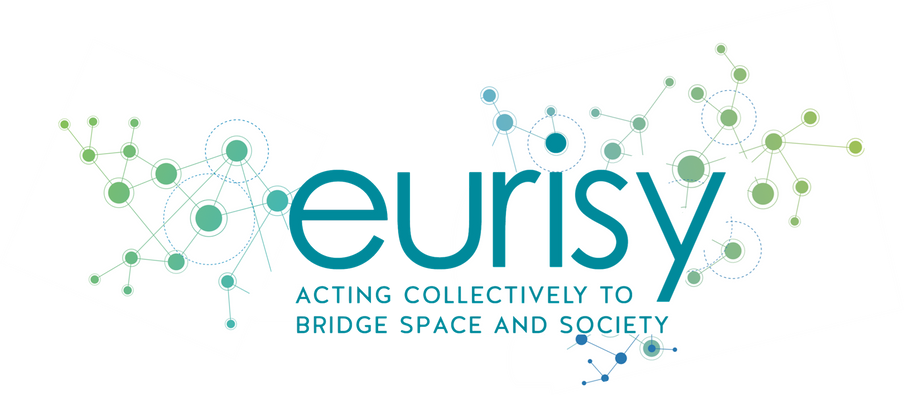 eurisy
ACTING COLLECTIVELY TO
BRIDGE SPACE AND SOCIETY